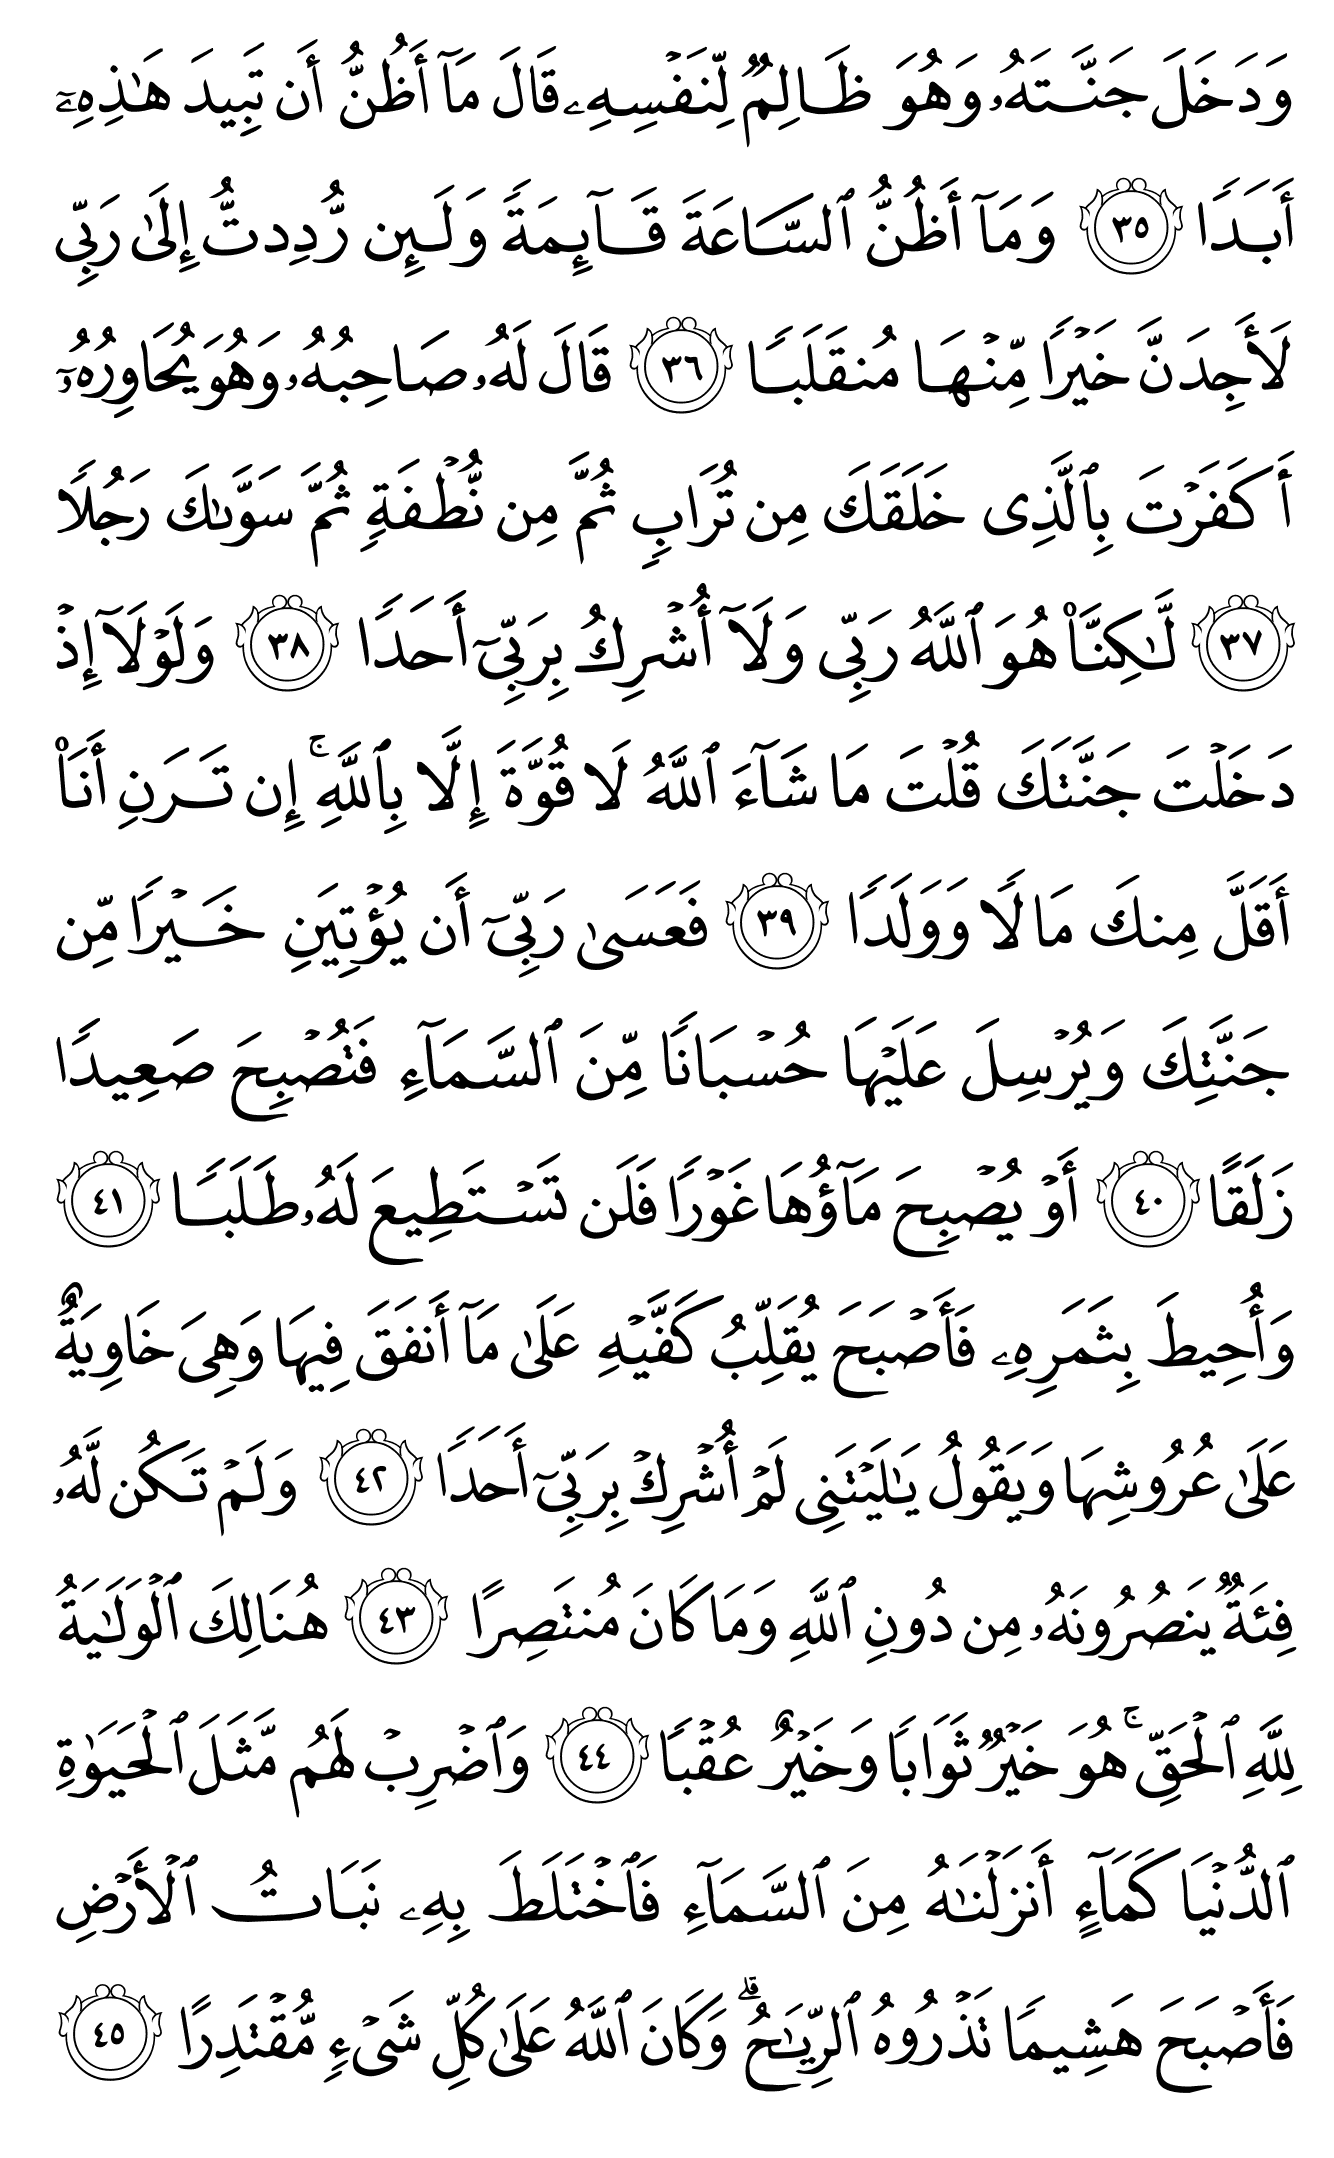 وَدَخَلَ جَنَّتَهُۥ وَهُوَ ظَالِمٌ لِّنَفْسِهِۦ قَالَ مَآ أَظُنُّ أَن تَبِيدَ هَـٰذِهِۦٓ
أَبَدًا ٣٥ وَمَآ أَظُنُّ ٱلسَّاعَةَ قَآئِمَةً وَلَئِن رُّدِدتُّ إِلَىٰ رَبِّى
لَأَجِدَنَّ خَيْرًا مِّنْهَا مُنقَلَبًا ٣٦ قَالَ لَهُۥ صَاحِبُهُۥ وَهُوَ يُحَاوِرُهُۥٓ
أَكَفَرْتَ بِٱلَّذِى خَلَقَكَ مِن تُرَابٍ ثُمَّ مِن نُّطْفَةٍ ثُمَّ سَوَّىٰكَ رَجُلًا
٣٧ لَّـٰكِنَّا۠ هُوَ ٱللَّهُ رَبِّى وَلَآ أُشْرِكُ بِرَبِّىٓ أَحَدًا ٣٨ وَلَوْلَآ إِذْ
دَخَلْتَ جَنَّتَكَ قُلْتَ مَا شَآءَ ٱللَّهُ لَا قُوَّةَ إِلَّا بِٱللَّهِ ۚ إِن تَرَنِ أَنَا۠
أَقَلَّ مِنكَ مَالًا وَوَلَدًا ٣٩ فَعَسَىٰ رَبِّىٓ أَن يُؤْتِيَنِ خَيْرًا مِّن
جَنَّتِكَ وَيُرْسِلَ عَلَيْهَا حُسْبَانًا مِّنَ ٱلسَّمَآءِ فَتُصْبِحَ صَعِيدًا
زَلَقًا ٤٠ أَوْ يُصْبِحَ مَآؤُهَا غَوْرًا فَلَن تَسْتَطِيعَ لَهُۥ طَلَبًا ٤١
وَأُحِيطَ بِثَمَرِهِۦ فَأَصْبَحَ يُقَلِّبُ كَفَّيْهِ عَلَىٰ مَآ أَنفَقَ فِيهَا وَهِىَ خَاوِيَةٌ
عَلَىٰ عُرُوشِهَا وَيَقُولُ يَـٰلَيْتَنِى لَمْ أُشْرِكْ بِرَبِّىٓ أَحَدًا ٤٢ وَلَمْ تَكُن لَّهُۥ
فِئَةٌ يَنصُرُونَهُۥ مِن دُونِ ٱللَّهِ وَمَا كَانَ مُنتَصِرًا ٤٣ هُنَالِكَ ٱلْوَلَـٰيَةُ
لِلَّهِ ٱلْحَقِّ ۚ هُوَ خَيْرٌ ثَوَابًا وَخَيْرٌ عُقْبًا ٤٤ وَٱضْرِبْ لَهُم مَّثَلَ ٱلْحَيَوٰةِ
ٱلدُّنْيَا كَمَآءٍ أَنزَلْنَـٰهُ مِنَ ٱلسَّمَآءِ فَٱخْتَلَطَ بِهِۦ نَبَاتُ ٱلْأَرْضِ
فَأَصْبَحَ هَشِيمًا تَذْرُوهُ ٱلرِّيَـٰحُ ۗ وَكَانَ ٱللَّهُ عَلَىٰ كُلِّ شَىْءٍ مُّقْتَدِرًا ٤٥